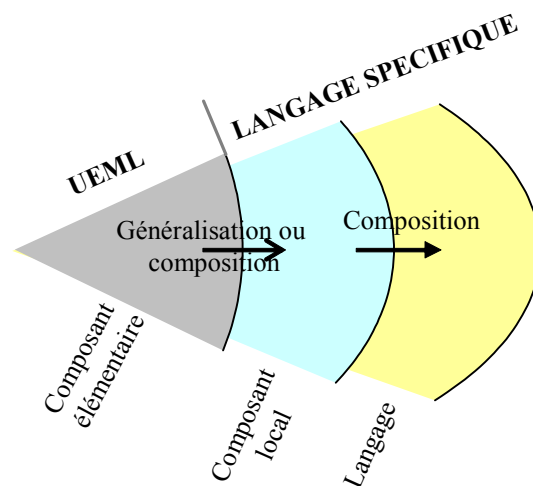 LANGAGE SPECIFIQUE
UEML
Généralisation ou
composition
Composition
Composant
élémentaire
Composant
local
Langage